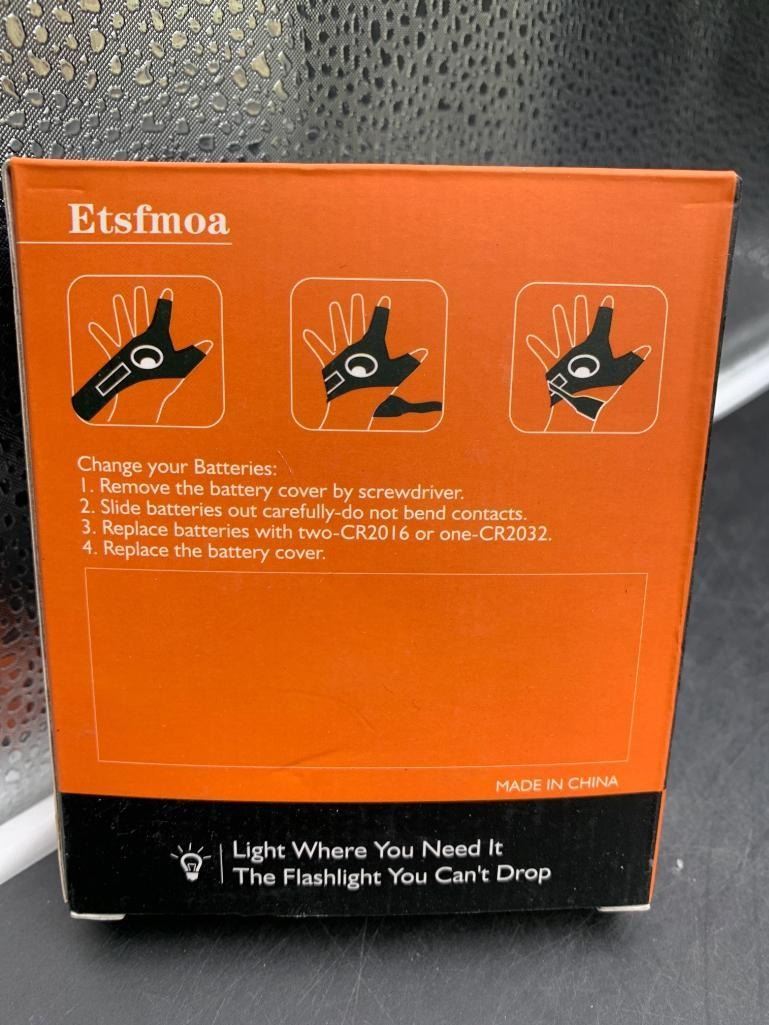 Etsfmoa
Change your Batteries:
1. Remove the battery cover by screwdriver.
2. Slide batteries out carefully-do not bend contacts.
3. Replace batteries with two-CR2016 or one-CR2032.
4. Replace the battery cover.
MADE IN CHINA
Light Where You Need It
The Flashlight You Can't Drop